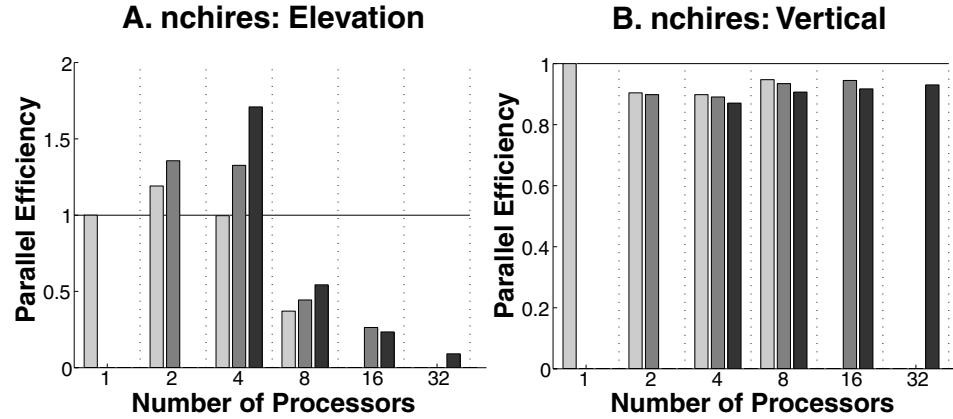 A. nchires: Elevation
Parallel Efficiency
2
1.5
1
0.5
0
1 2 4 8 16 32
Number of Processors
B. nchires: Vertical
Parallel Efficiency
1
0.8
0.6
0.4
0.2
0
1 2 4 8 16 32
Number of Processors